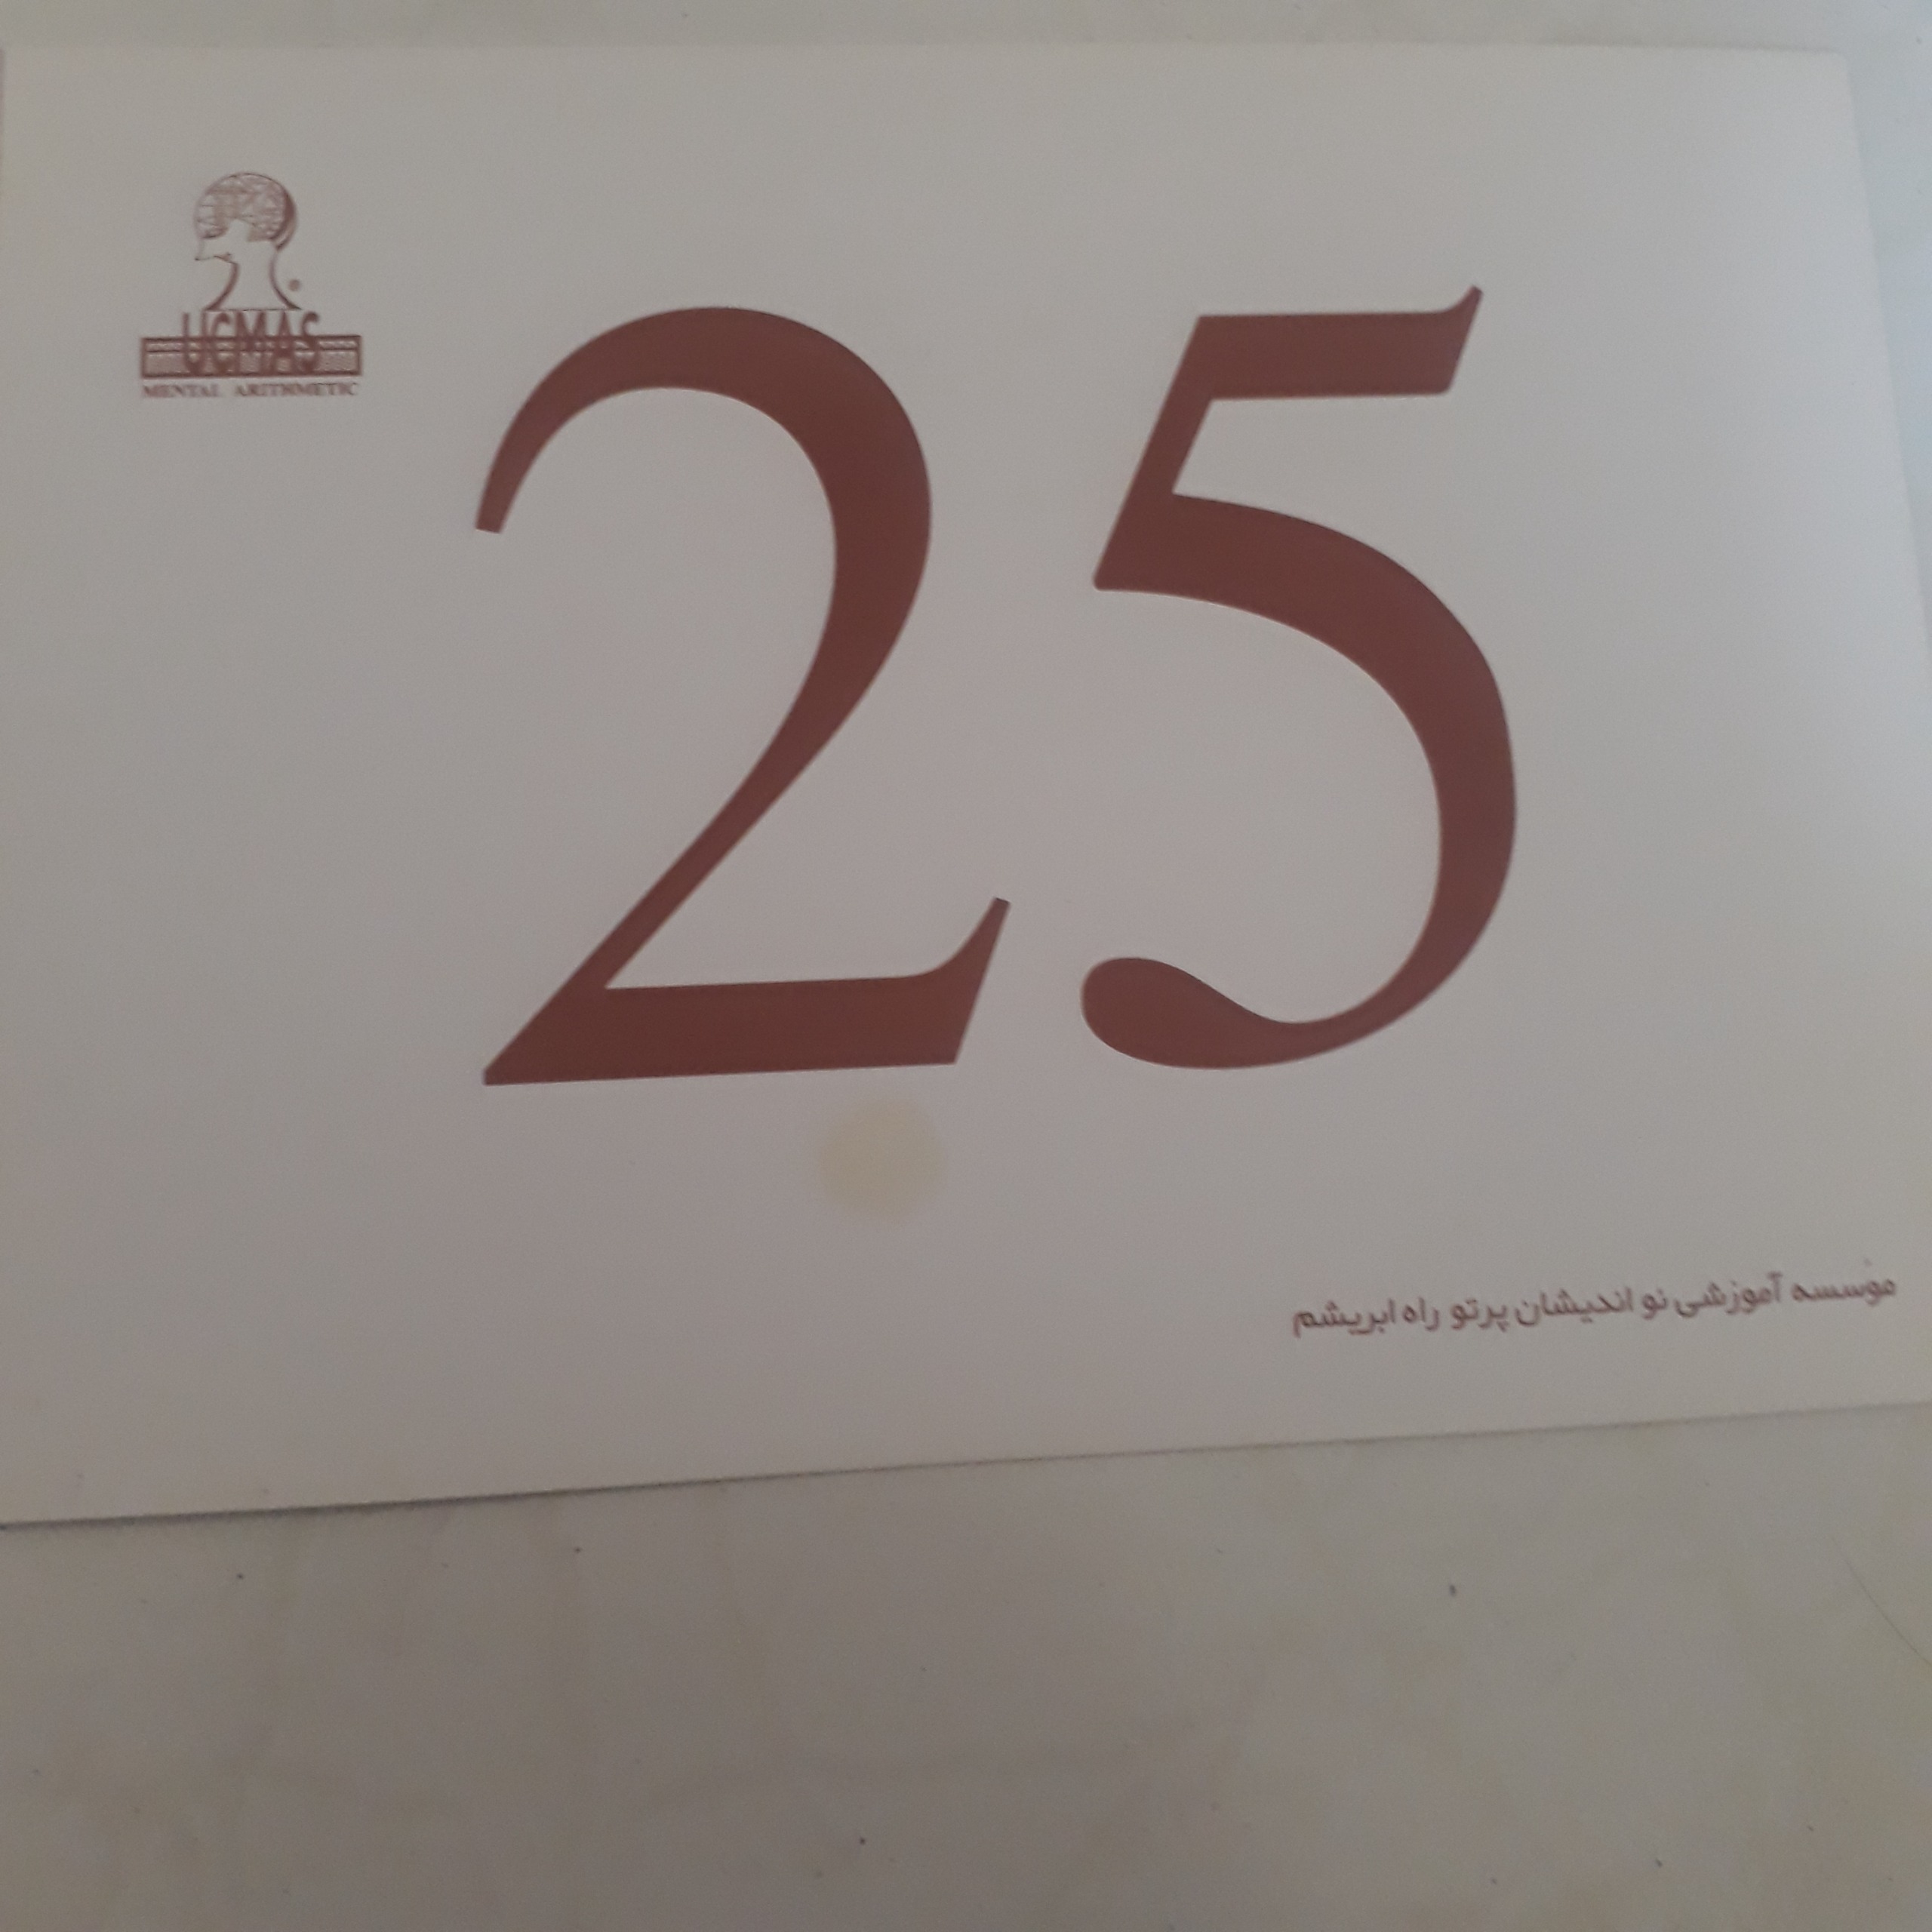 UCMAS
MENTAL ARITHMETIC
25
موسسه آموزشی نو اندیشان پرتو راه ابریشم